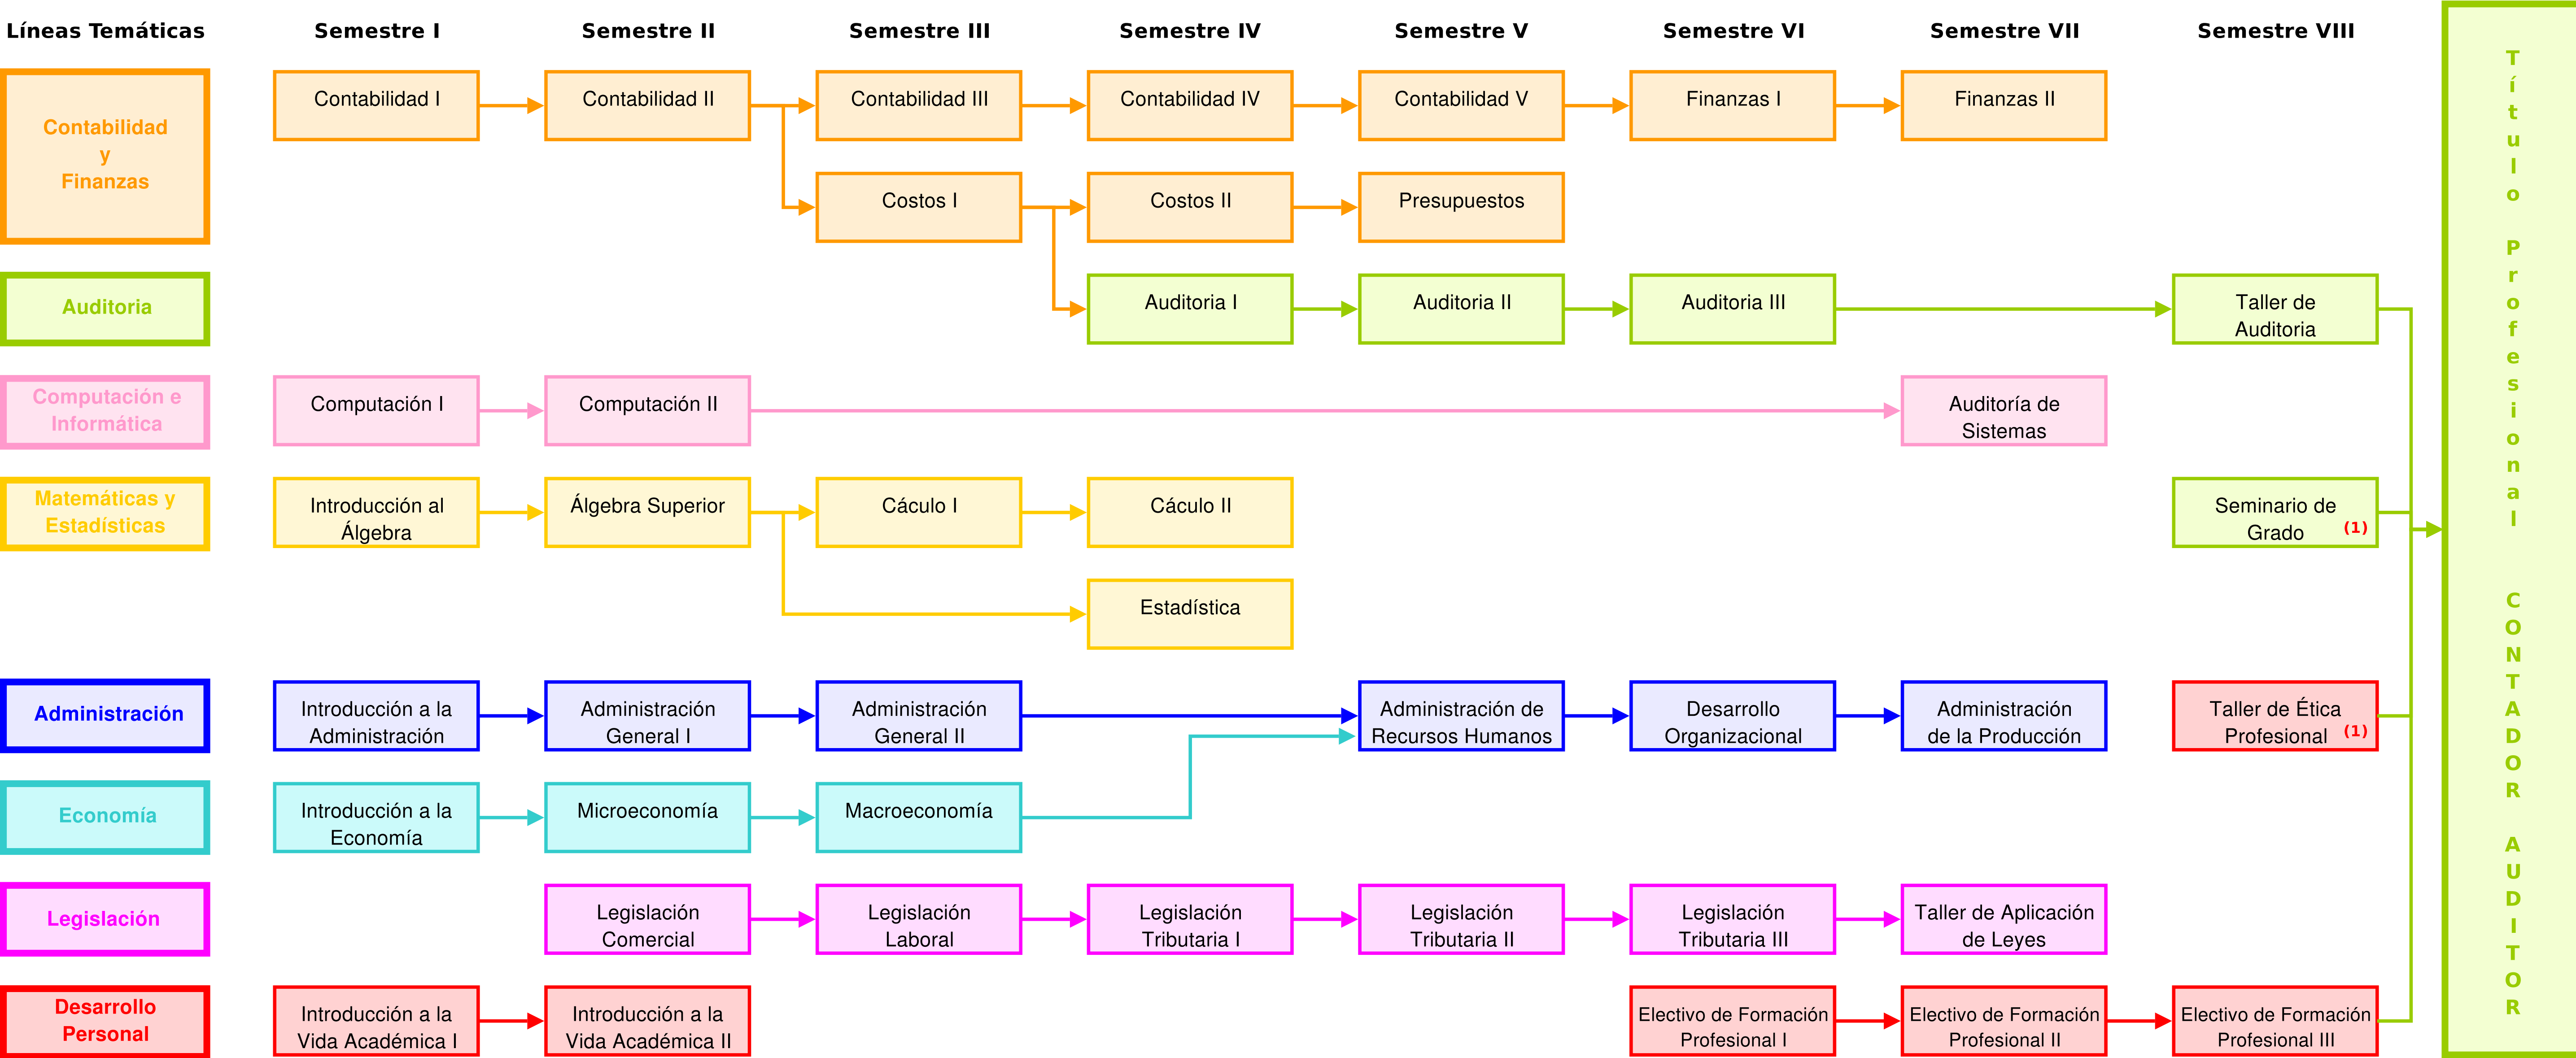 Líneas Temáticas
Semestre I
Semestre II
Semestre III
Semestre IV
Semestre V
Semestre VI
Semestre VII
Semestre VIII
Contabilidad
y
Finanzas
Contabilidad I
Contabilidad II
Contabilidad III
Contabilidad IV
Contabilidad V
Finanzas I
Finanzas II
Costos I
Costos II
Presupuestos
Auditoria
Auditoria I
Auditoria II
Auditoria III
Taller de
Auditoria
Computación e
Informática
Computación I
Computación II
Auditoría de
Sistemas
Matemáticas y
Estadísticas
Introducción al
Álgebra
Álgebra Superior
Cáculo I
Cáculo II
Seminario de
Grado (1)
Estadística
Administración
Introducción a la
Administración
Administración
General I
Administración
General II
Administración de
Recursos Humanos
Desarrollo
Organizacional
Administración
de la Producción
Taller de Ética
Profesional (1)
Economía
Introducción a la
Economía
Microeconomía
Macroeconomía
Legislación
Legislación
Comercial
Legislación
Laboral
Legislación
Tributaria I
Legislación
Tributaria II
Legislación
Tributaria III
Taller de Aplicación
de Leyes
Desarrollo
Personal
Introducción a la
Vida Académica I
Introducción a la
Vida Académica II
Electivo de Formación
Profesional I
Electivo de Formación
Profesional II
Electivo de Formación
Profesional III
Título Profesional CONTADOR AUDITOR